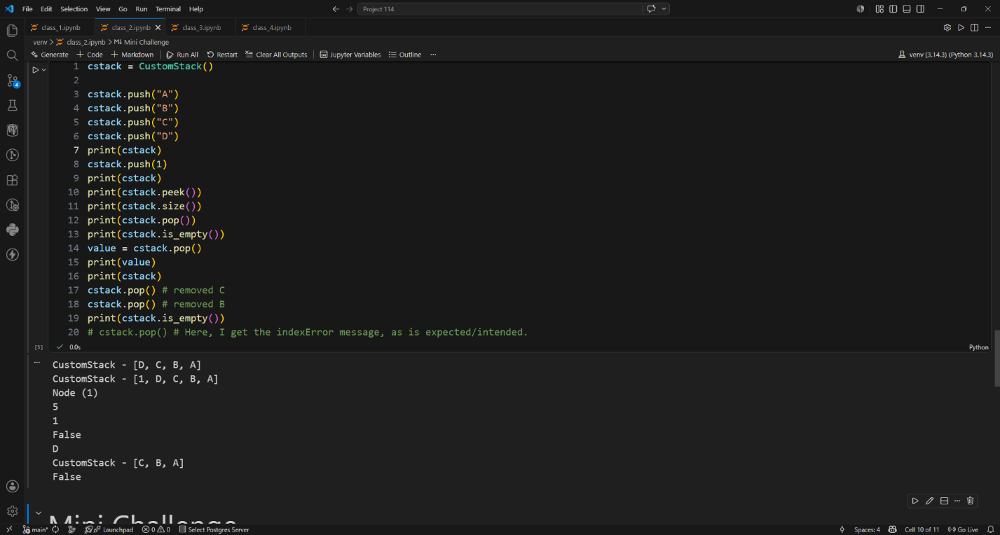 File Edit Selection View Go Run Terminal Help
Project 114
class_1.ipynb class_2.ipynb class_3.ipynb class_4.ipynb
venv > class_2.ipynb > M↓ Mini Challenge
Generate + Code + Markdown Run All Restart Clear All Outputs Jupyter Variables Outline ... venv (3.14.3) (Python 3.14.3)
4
1 cstack = CustomStack()
2
3 cstack.push("A")
4 cstack.push("B")
5 cstack.push("C")
6 cstack.push("D")
7 print(cstack)
8 cstack.push(1)
9 print(cstack)
10 print(cstack.peek())
11 print(cstack.size())
12 print(cstack.pop())
13 print(cstack.is_empty())
14 value = cstack.pop()
15 print(value)
16 print(cstack)
17 cstack.pop() # removed C
18 cstack.pop() # removed B
19 print(cstack.is_empty())
20 # cstack.pop() # Here, I get the indexError message, as is expected/intended.
[5] 0.0s Python
CustomStack - [D, C, B, A]
CustomStack - [1, D, C, B, A]
Node (1)
5
1
False
D
CustomStack - [C, B, A]
False
Mini Challenge
main* Launchpad 0 0 Select Postgres Server Spaces: 4 Cell 10 of 11 Go Live